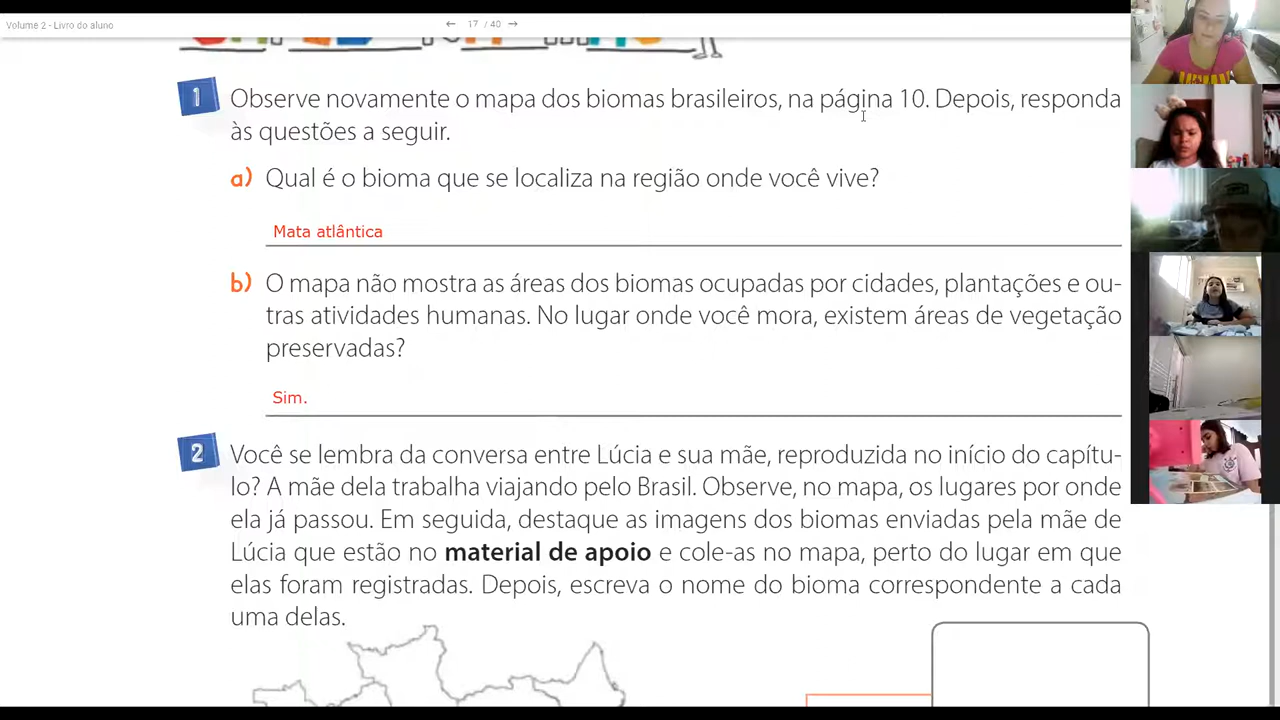 Volume 2 - Livro do aluno
← 17 / 40 →
1 Observe novamente o mapa dos biomas brasileiros, na página 10. Depois, responda
às questões a seguir.
a) Qual é o bioma que se localiza na região onde você vive?
Mata atlântica
b) O mapa não mostra as áreas dos biomas ocupadas por cidades, plantações e ou-
tras atividades humanas. No lugar onde você mora, existem áreas de vegetação
preservadas?
Sim.
2 Você se lembra da conversa entre Lúcia e sua mãe, reproduzida no início do capítu-
lo? A mãe dela trabalha viajando pelo Brasil. Observe, no mapa, os lugares por onde
ela já passou. Em seguida, destaque as imagens dos biomas enviadas pela mãe de
Lúcia que estão no material de apoio e cole-as no mapa, perto do lugar em que
elas foram registradas. Depois, escreva o nome do bioma correspondente a cada
uma delas.